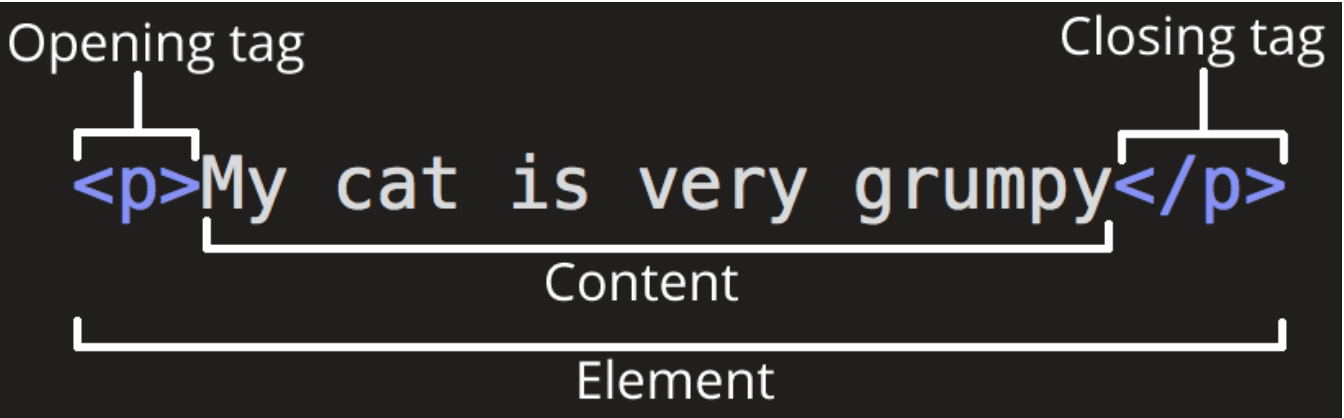 Opening tag
Closing tag
<p>My cat is very grumpy</p>
Content
Element